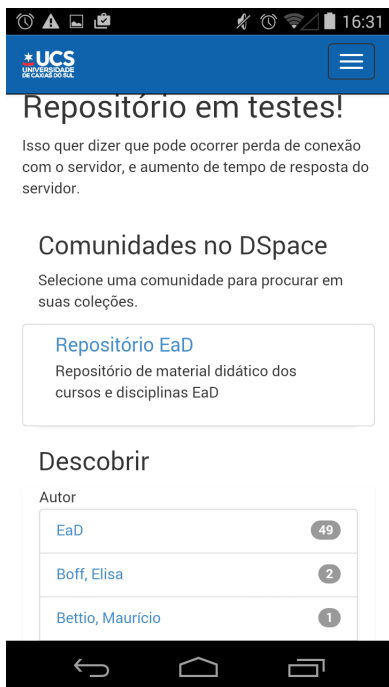 16:31
UCS
UNIVERSIDADE
DE CAXIAS DO SUL
Repositório em testes!
Isso quer dizer que pode ocorrer perda de conexão
com o servidor, e aumento de tempo de resposta do
servidor.
Comunidades no DSpace
Selecione uma comunidade para procurar em
suas coleções.
Repositório EaD
Repositório de material didático dos
cursos e disciplinas EaD
Descobrir
Autor
EaD 49
Boff, Elisa 2
Bettio, Maurício 1